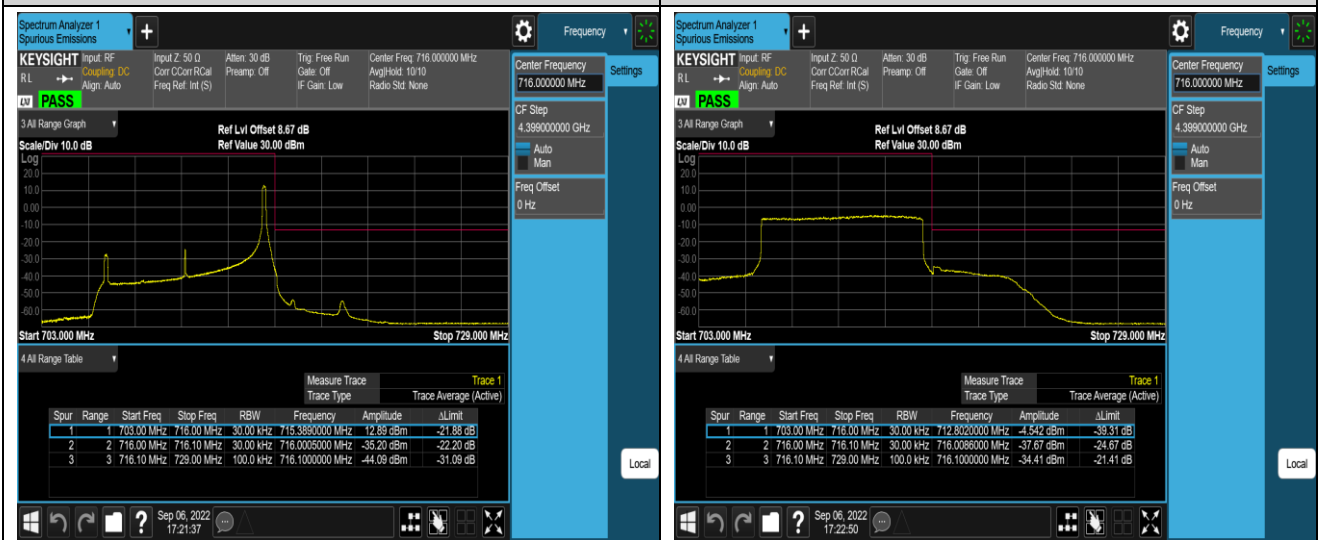 Spectrum Analyzer 1
Spurious Emissions
Frequency
KEYSIGHT Input: RF Input Z: 50 Ω Atten: 30 dB Trig: Free Run Center Freq: 716.000000 MHz
RL Coupling: DC Corr CCorr RCal Preamp: Off Gate: Off Avg|Hold: 10/10
Align: Auto Freq Ref: Int (S) IF Gain: Low Radio Std: None
LXI PASS
Center Frequency
716.000000 MHz
Settings
CF Step
4.399000000 GHz
Auto
Man
Freq Offset
0 Hz
3 All Range Graph
Ref Lvl Offset 8.67 dB
Scale/Div 10.0 dB Ref Value 30.00 dBm
Log
20.0
10.0
0.00
-10.0
-20.0
-30.0
-40.0
-50.0
-60.0
Start 703.000 MHz Stop 729.000 MHz
4 All Range Table
Measure Trace Trace 1
Trace Type Trace Average (Active)
Spur Range Start Freq Stop Freq RBW Frequency Amplitude ΔLimit
1 1 703.00 MHz 716.00 MHz 30.00 kHz 715.3890000 MHz 12.89 dBm -21.88 dB
2 2 716.00 MHz 716.10 MHz 30.00 kHz 716.0005000 MHz -35.20 dBm -22.20 dB
3 3 716.10 MHz 729.00 MHz 100.0 kHz 716.1000000 MHz -44.09 dBm -31.09 dB
Local
?
Sep 06, 2022
17:21:37
Spectrum Analyzer 1
Spurious Emissions
Frequency
KEYSIGHT Input: RF Input Z: 50 Ω Atten: 30 dB Trig: Free Run Center Freq: 716.000000 MHz
RL Coupling: DC Corr CCorr RCal Preamp: Off Gate: Off Avg|Hold: 10/10
Align: Auto Freq Ref: Int (S) IF Gain: Low Radio Std: None
LXI PASS
Center Frequency
716.000000 MHz
Settings
CF Step
4.399000000 GHz
Auto
Man
Freq Offset
0 Hz
3 All Range Graph
Ref Lvl Offset 8.67 dB
Scale/Div 10.0 dB Ref Value 30.00 dBm
Log
20.0
10.0
0.00
-10.0
-20.0
-30.0
-40.0
-50.0
-60.0
Start 703.000 MHz Stop 729.000 MHz
4 All Range Table
Measure Trace Trace 1
Trace Type Trace Average (Active)
Spur Range Start Freq Stop Freq RBW Frequency Amplitude ΔLimit
1 1 703.00 MHz 716.00 MHz 30.00 kHz 712.8020000 MHz -4.542 dBm -39.31 dB
2 2 716.00 MHz 716.10 MHz 30.00 kHz 716.0086000 MHz -37.67 dBm -24.67 dB
3 3 716.10 MHz 729.00 MHz 100.0 kHz 716.1000000 MHz -34.41 dBm -21.41 dB
Local
?
Sep 06, 2022
17:22:50